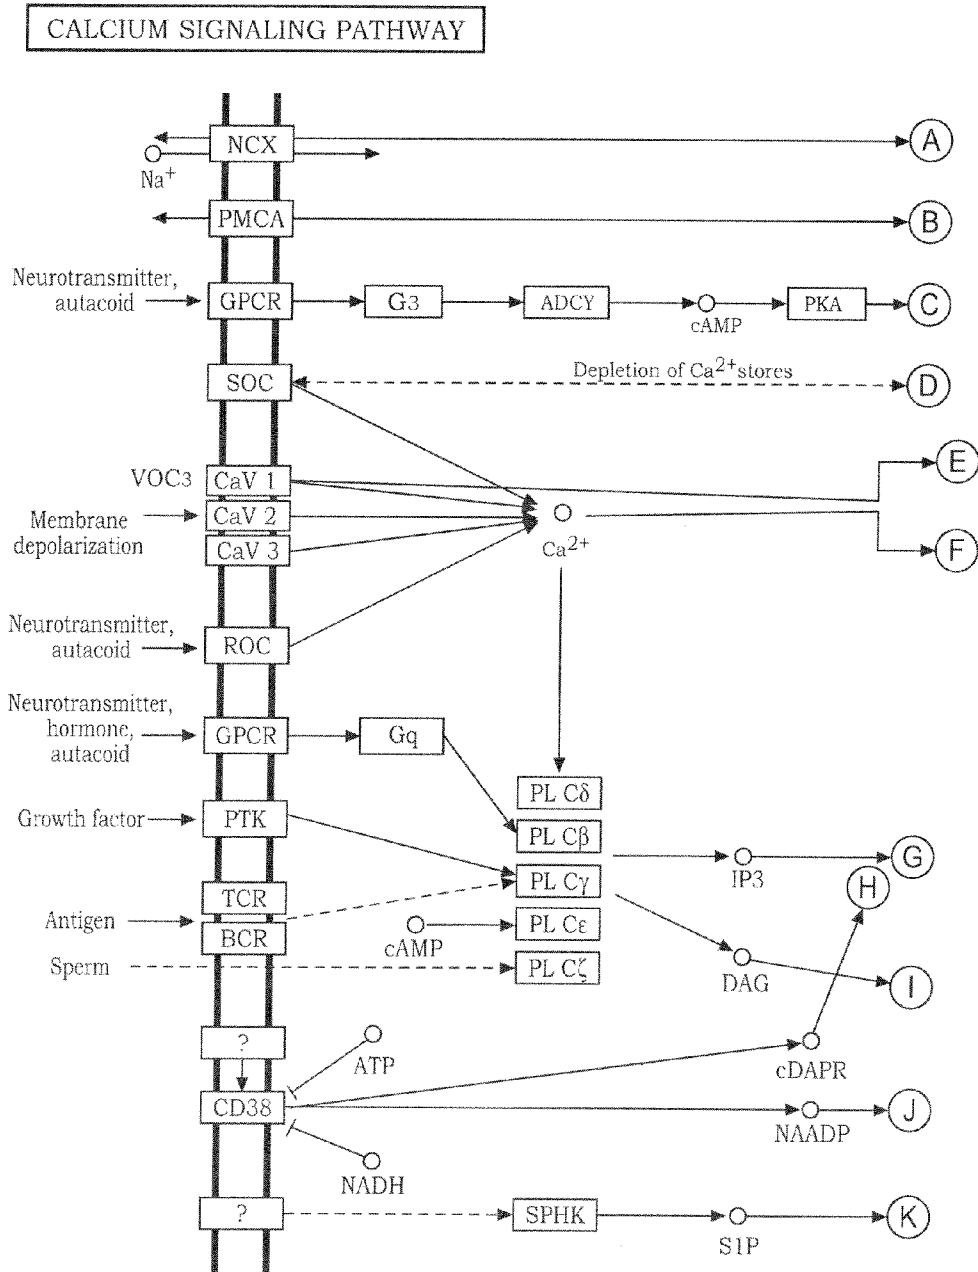 CALCIUM SIGNALING PATHWAY
NCX
A
Na+
PMCA
B
Neurotransmitter,
autacoid
GPCR
G3
ADCY
cAMP
PKA
C
SOC
Depletion of Ca2+ stores
D
VOC3
CaV 1
E
Membrane
depolarization
CaV 2
CaV 3
Ca2+
F
Neurotransmitter,
autacoid
ROC
Neurotransmitter,
hormone,
autacoid
GPCR
Gq
PL Cδ
Growth factor
PTK
PL Cβ
IP3
G
H
TCR
PL Cγ
Antigen
BCR
cAMP
PL Cε
Sperm
PL Cζ
DAG
I
?
ATP
cDAPR
CD38
NAADP
J
NADH
?
SPHK
S1P
K